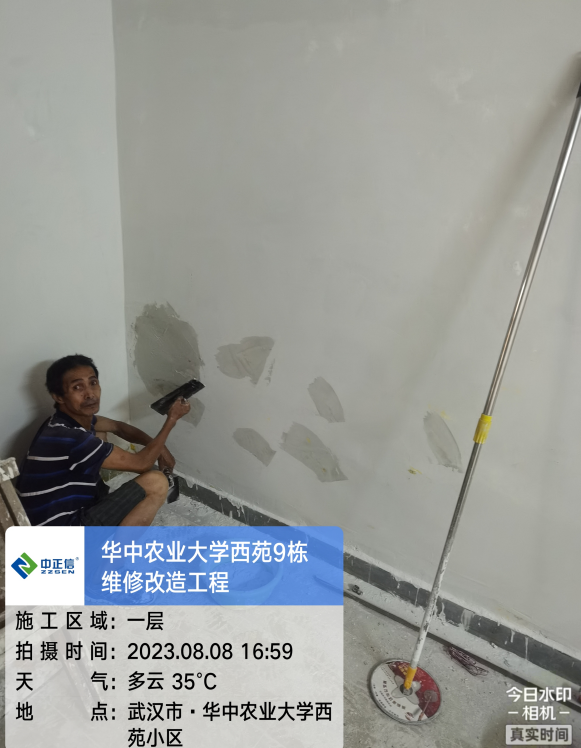 中正信
ZZSEN
华中农业大学西苑9栋
维修改造工程
施工区域：一层
拍摄时间：2023.08.08 16:59
天气：多云 35℃
地点：武汉市·华中农业大学西
苑小区
今日水印
相机
真实时间